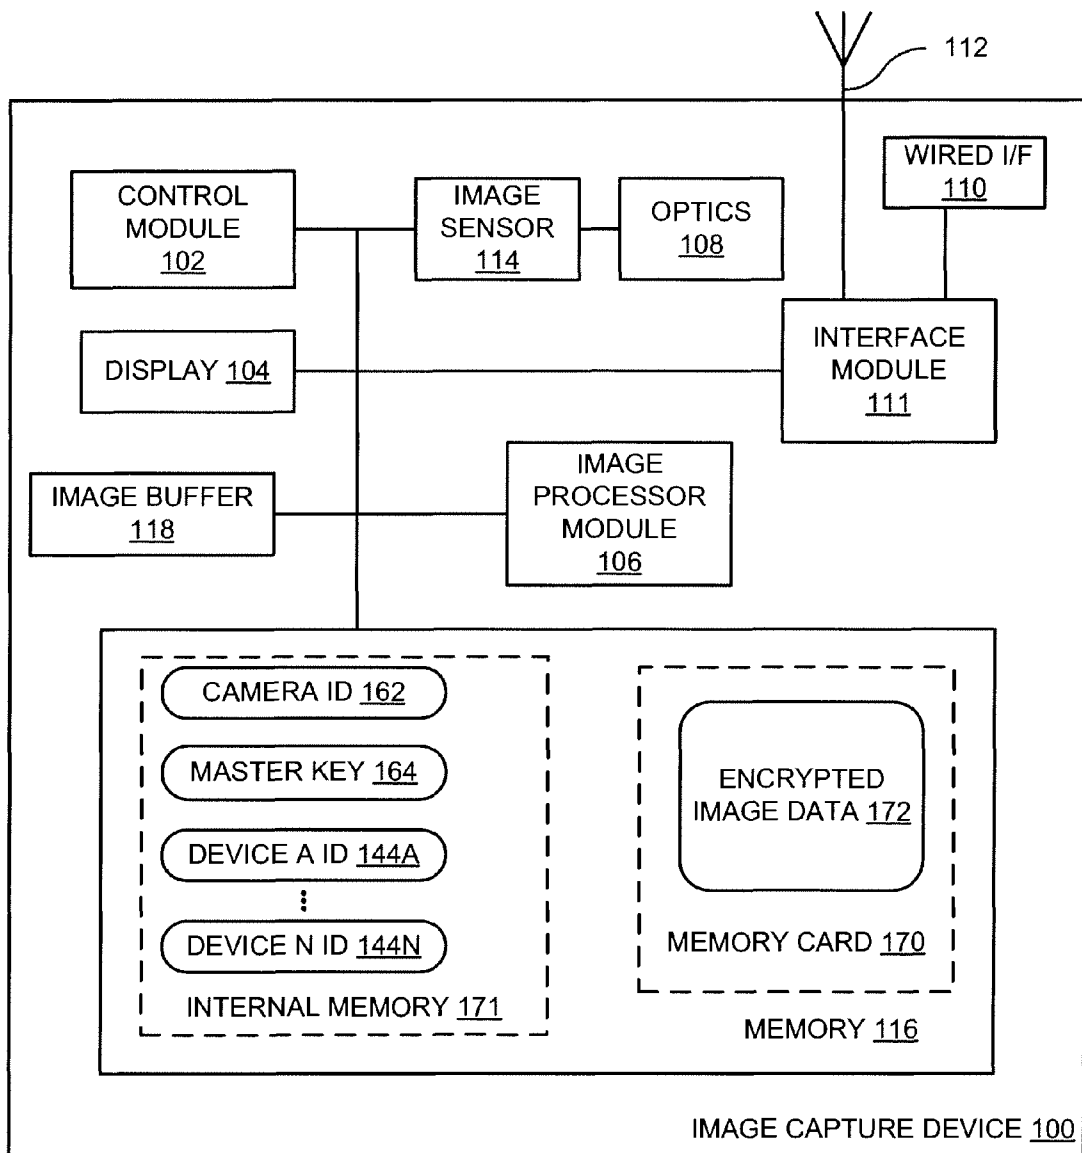 112
WIRED I/F
110
CONTROL
MODULE
102
IMAGE
SENSOR
114
OPTICS
108
INTERFACE
MODULE
111
DISPLAY 104
IMAGE BUFFER
118
IMAGE
PROCESSOR
MODULE
106
CAMERA ID 162
MASTER KEY 164
DEVICE A ID 144A
DEVICE N ID 144N
INTERNAL MEMORY 171
ENCRYPTED
IMAGE DATA 172
MEMORY CARD 170
MEMORY 116
IMAGE CAPTURE DEVICE 100